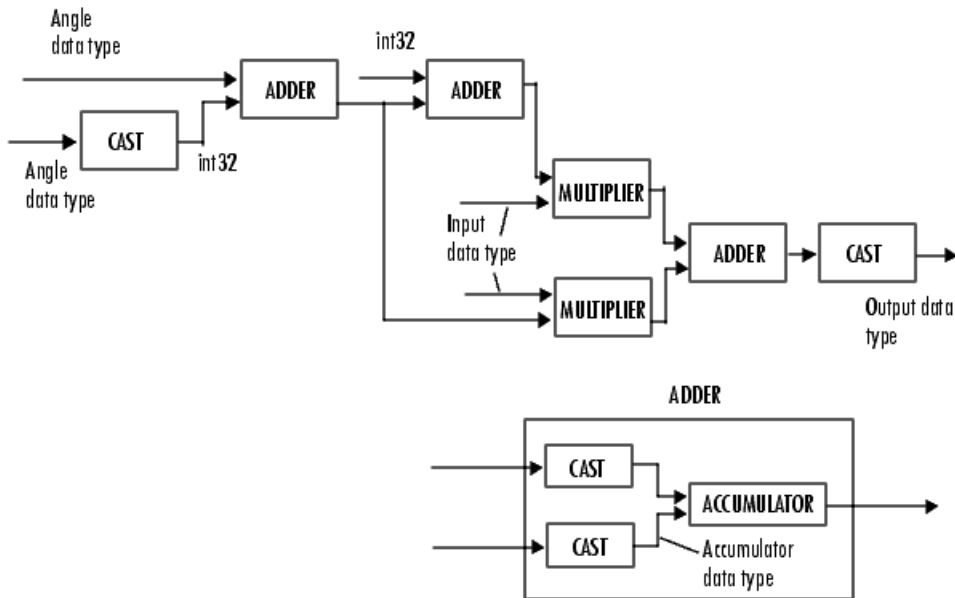 Angle
data type
int32
ADDER
ADDER
CAST
Angle
data type
int32
MULTIPLIER
Input
data type
ADDER
CAST
MULTIPLIER
Output data
type
ADDER
CAST
ACCUMULATOR
CAST
Accumulator
data type